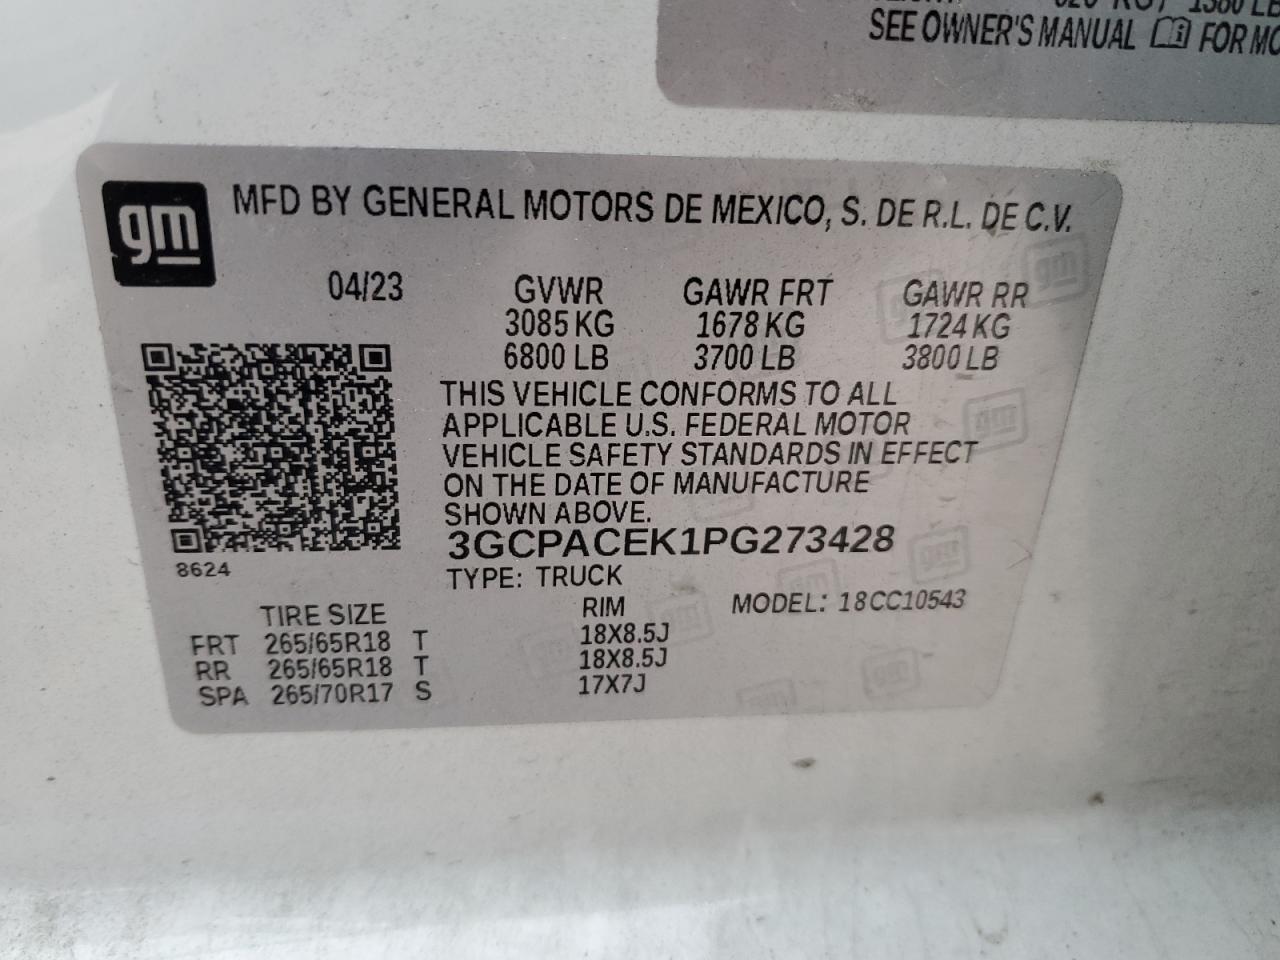 1380 LB
SEE OWNER'S MANUAL FOR MO
gm
MFD BY GENERAL MOTORS DE MEXICO, S. DE R.L. DE C.V.
04/23 GVWR GAWR FRT GAWR RR
3085 KG 1678 KG 1724 KG
6800 LB 3700 LB 3800 LB
THIS VEHICLE CONFORMS TO ALL
APPLICABLE U.S. FEDERAL MOTOR
VEHICLE SAFETY STANDARDS IN EFFECT
ON THE DATE OF MANUFACTURE
SHOWN ABOVE.
3GCPACEK1PG273428
8624
TYPE: TRUCK
TIRE SIZE RIM MODEL: 18CC10543
FRT 265/65R18 T 18X8.5J
RR 265/65R18 T 18X8.5J
SPA 265/70R17 S 17X7J